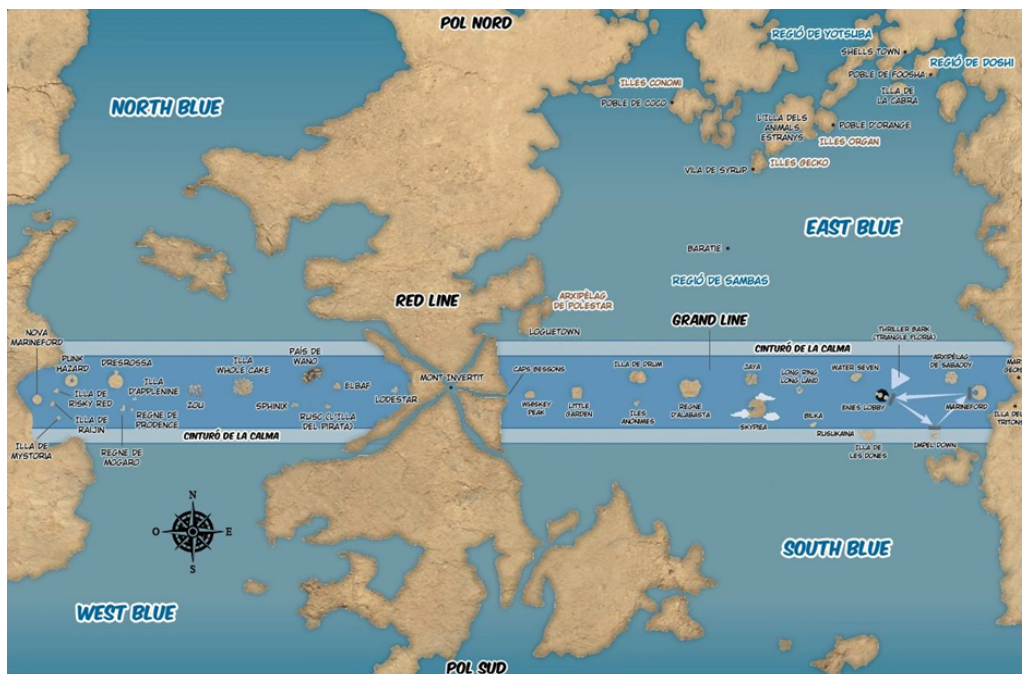 POL NORD
NORTH BLUE
REGIÓ DE YOTSUBA
SHELLS TOWN
REGIÓ DE DOSHI
POBLE DE FOOSHA
ILLES CONOMI
POBLE DE COCO
ILLA DE
LA CABRA
L'ILLA DELS
ANIMALS
ESTRANYS
POBLE D'ORANGE
ILLES ORGAN
ILLES GECKO
VILA DE SYRUP
EAST BLUE
BARATIE
REGIÓ DE SAMBAS
RED LINE
ARXIPÈLAG
DE POLESTAR
LOGUETOWN
GRAND LINE
NOVA
MARINEFORD
PUNK
HAZARD
DRESROSSA
ILLA
WHOLE CAKE
PAÍS DE
WANO
ELBAF
MONT INVERTIT
LODESTAR
CAPS BESSONS
ILLA DE DRUM
JAYA
LONG RING
LONG LAND
WATER SEVEN
THRILLER BARK
(TRIANGLE FLORIÀ)
CINTURÓ DE LA CALMA
ARXIPÈLAG
DE SABAODY
ILLA DE
RISKY RED
ILLA
D'APPLENINE
ZOU
SPHINIX
RUSC (L'ILLA
DEL PIRATA)
ILLA DE
RAIJIN
REGNE DE
PRODENCE
ILLA DE
MYSTORIA
REGNE DE
MOGARO
CINTURÓ DE LA CALMA
WHISKEY
PEAK
LITTLE
GARDEN
ILES
ANONIMES
REGNE
D'ALABASTA
SKYPIEA
BILKA
RUSUKAINA
ENIES LOBBY
MARINEFORD
ILLA DE
LES DONES
IMPEL DOWN
ILLA DE
TRITONS
N
O
E
S
SOUTH BLUE
WEST BLUE
POL SUD